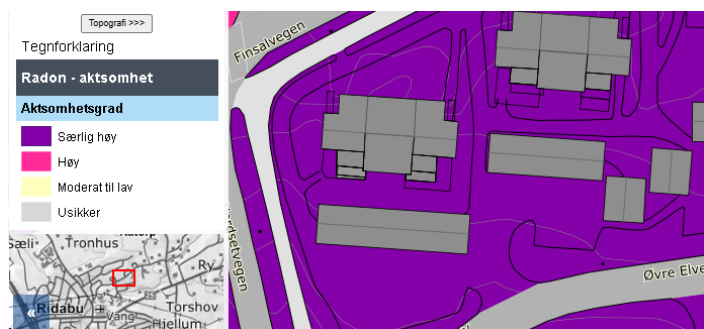 Topografi >>>
Tegnforklaring
Radon - aktsomhet
Aktsomhetsgrad
Særlig høy
Høy
Moderat til lav
Usikker
Sæli
Tronhus
Ry
Ridabu
Vang
Torshov
Hjellum
«
Finsalvegen
Øvre Elve